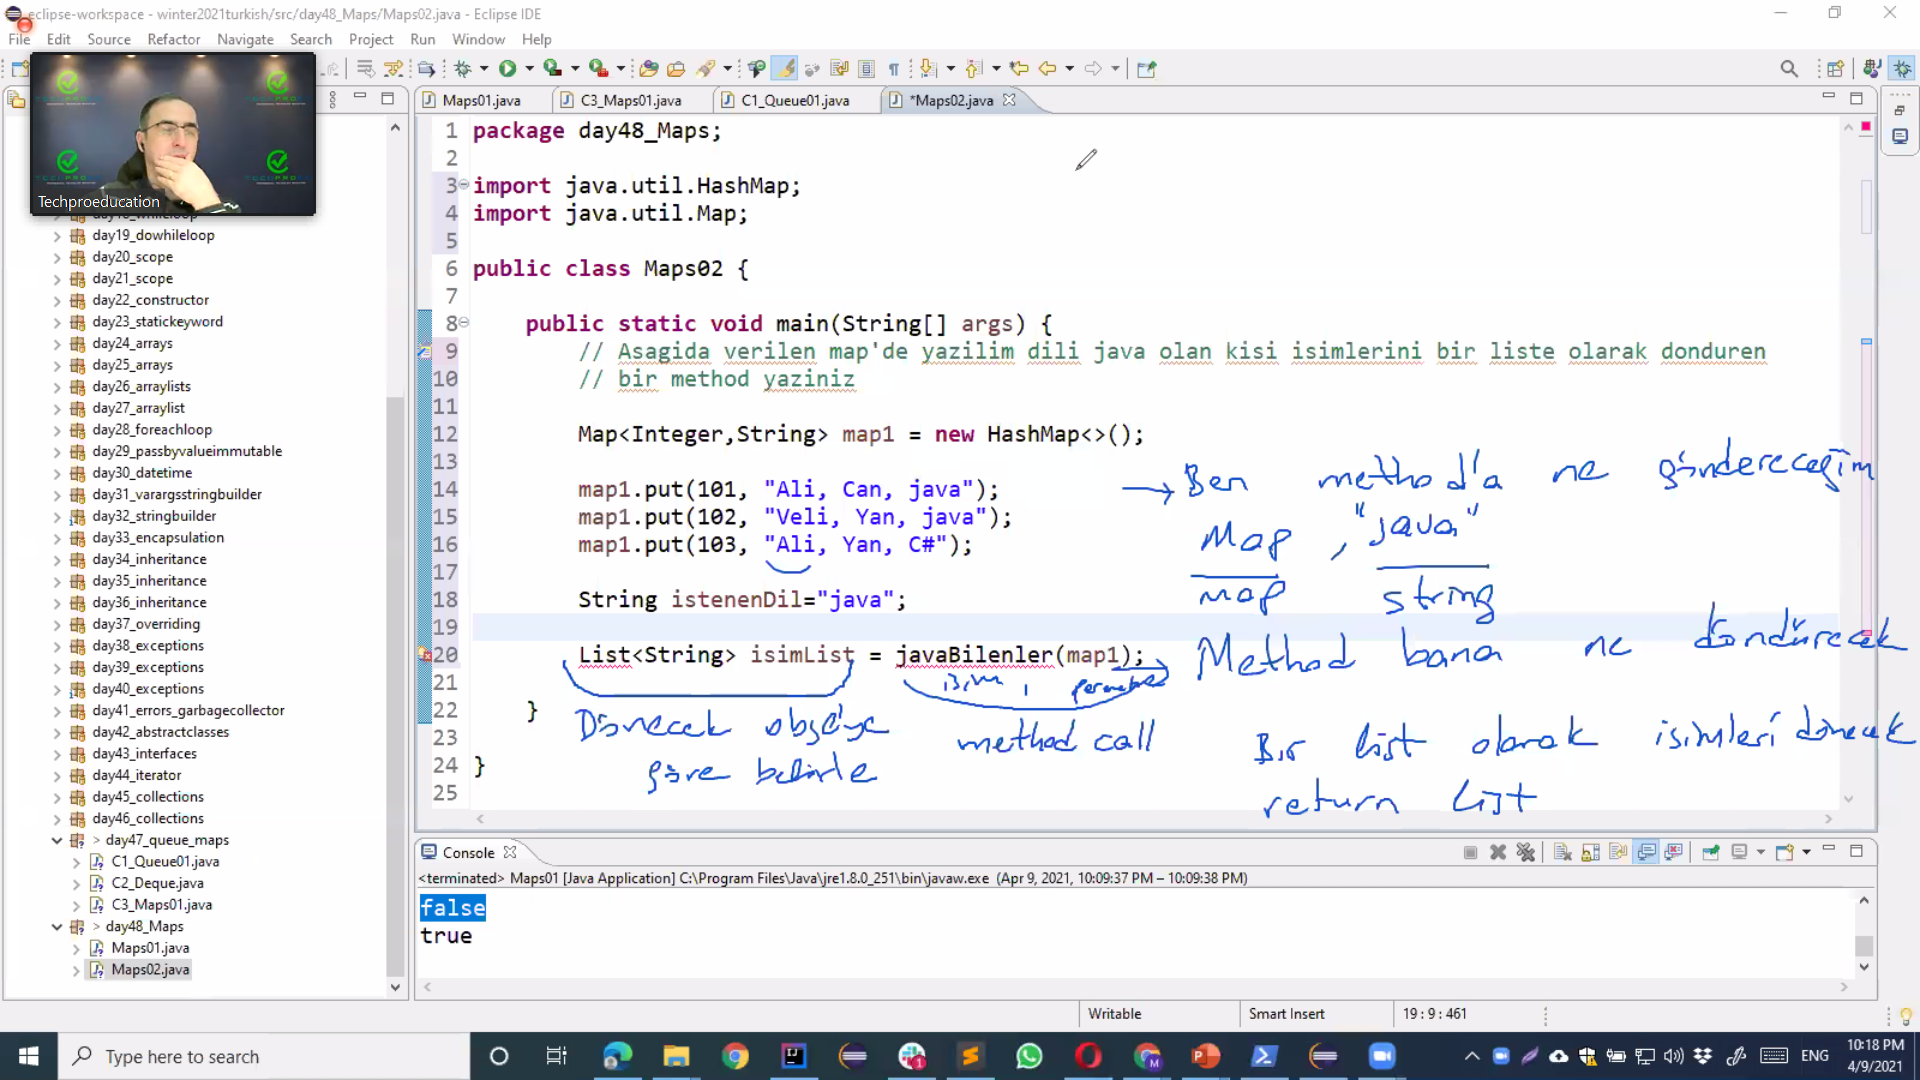 eclipse-workspace - winter2021turkish/src/day48_Maps/Maps02.java - Eclipse IDE
File Edit Source Refactor Navigate Search Project Run Window Help
Techproeducation
day19_dowhileloop
day20_scope
day21_scope
day22_constructor
day23_statickeyword
day24_arrays
day25_arrays
day26_arraylists
day27_arraylist
day28_foreachloop
day29_passbyvalueimmutable
day30_datetime
day31_varargsstringbuilder
day32_stringbuilder
day33_encapsulation
day34_inheritance
day35_inheritance
day36_inheritance
day37_overriding
day38_exceptions
day39_exceptions
day40_exceptions
day41_errors_garbagecollector
day42_abstractclasses
day43_interfaces
day44_iterator
day45_collections
day46_collections
> day47_queue_maps
C1_Queue01.java
C2_Deque.java
C3_Maps01.java
> day48_Maps
Maps01.java
Maps02.java
Maps01.java C3_Maps01.java C1_Queue01.java *Maps02.java
1 package day48_Maps;
2
3 import java.util.HashMap;
4 import java.util.Map;
5
6 public class Maps02 {
7
8 public static void main(String[] args) {
9 // Asagida verilen map'de yazilim dili java olan kisi isimlerini bir liste olarak donduren
10 // bir method yaziniz
11
12 Map<Integer,String> map1 = new HashMap<>();
13
14 map1.put(101, "Ali, Can, java");
15 map1.put(102, "Veli, Yan, java");
16 map1.put(103, "Ali, Yan, C#");
17
18 String istenenDil="java";
19
20 List<String> isimList = javaBilenler(map1);
21
22 }
23
24 }
25
→ Ben method'a ne göndereceğim
Map , "java"
map string
Method bana ne döndürecek
Bir list olarak isimleri dönecek
return list
isim , parametre
Dönecek objeye
göre belirle
method call
Console
<terminated> Maps01 [Java Application] C:\Program Files\Java\jre1.8.0_251\bin\javaw.exe (Apr 9, 2021, 10:09:37 PM – 10:09:38 PM)
false
true
Writable Smart Insert 19 : 9 : 461
Type here to search
ENG
10:18 PM
4/9/2021